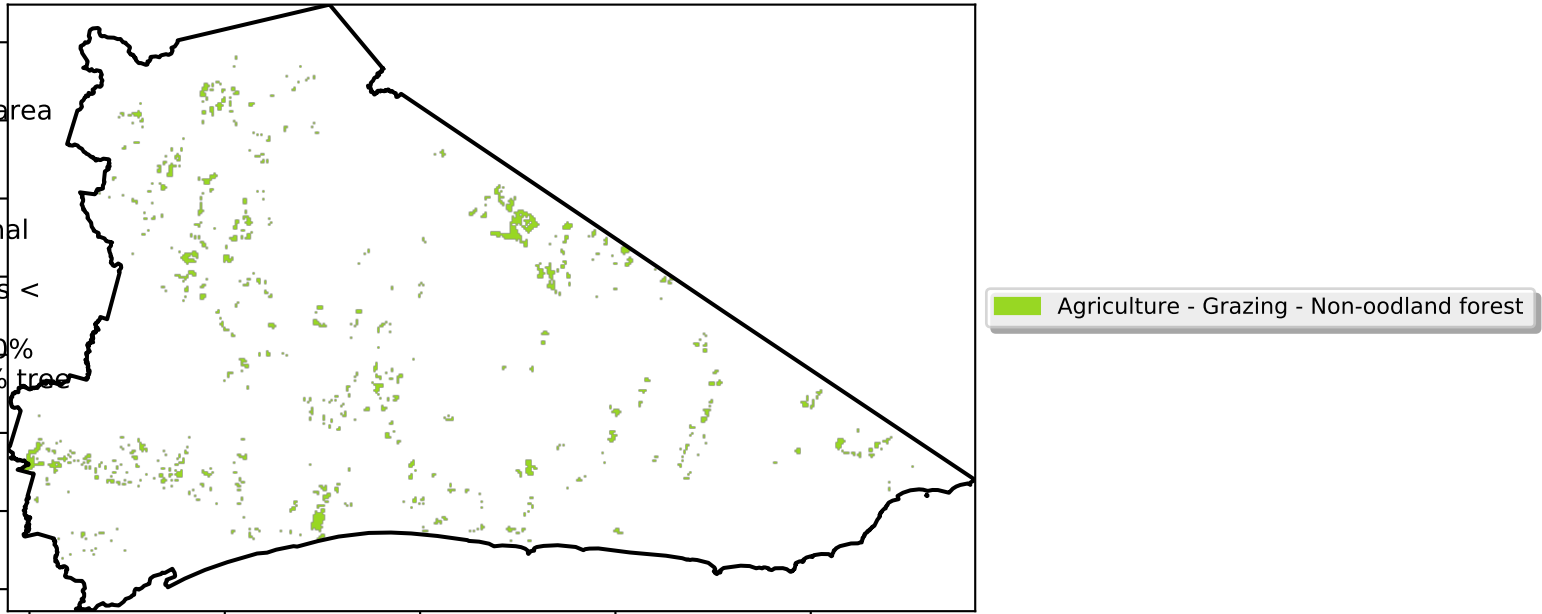 area
nal
s <
0%
% tree
Agriculture - Grazing - Non-oodland forest